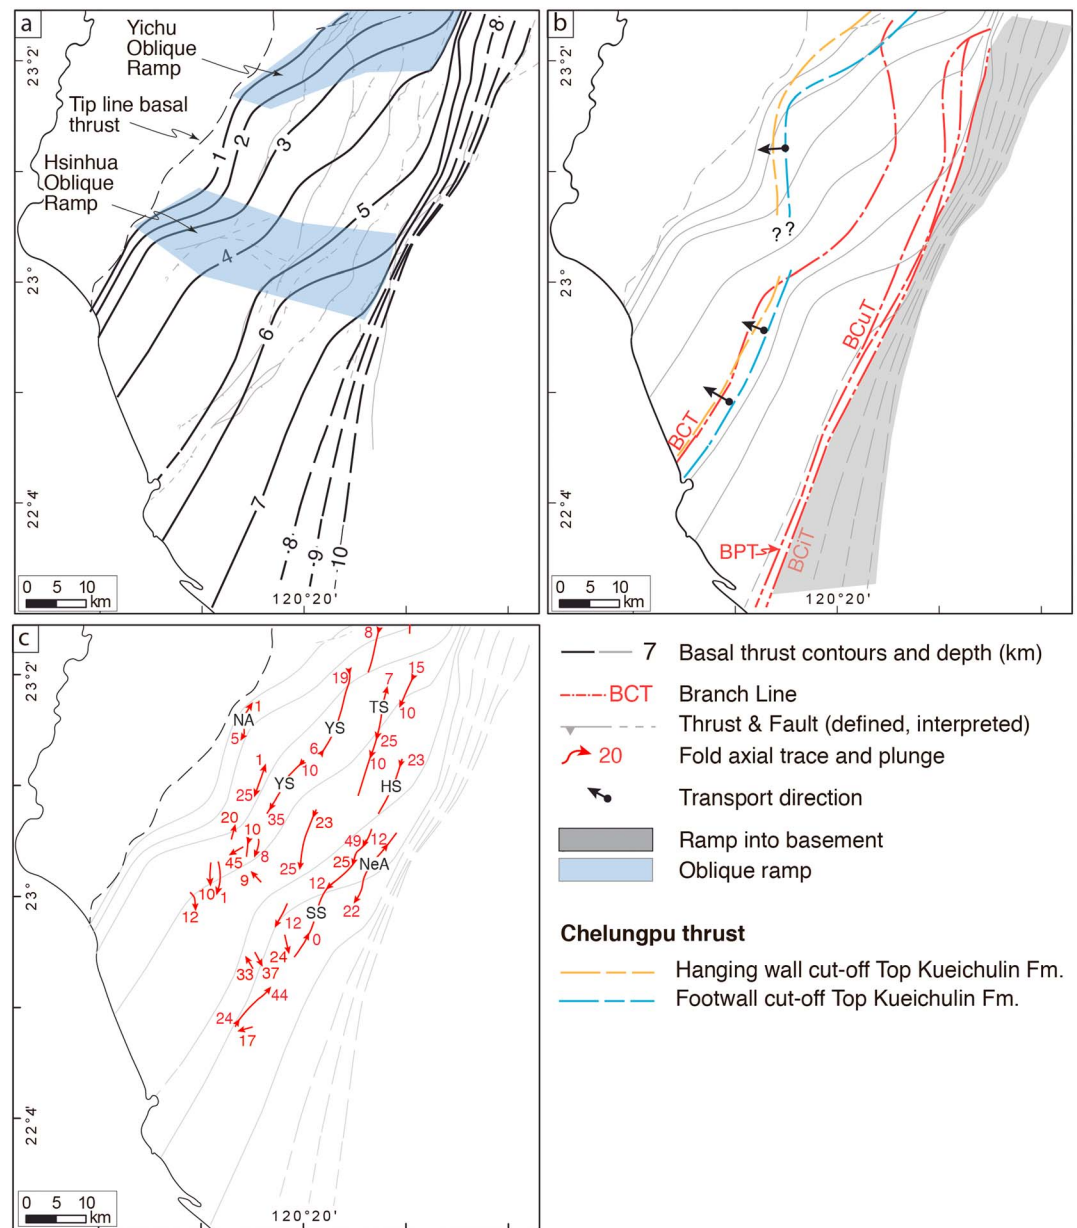 a
Yichu
Oblique
Ramp
Tip line basal
thrust
Hsinhua
Oblique
Ramp
23°2'
23°
22°4'
1
2
3
4
5
6
7
8
8
9
10
0 5 10
km
120°20'
b
23°2'
23°
22°4'
? ?
BCT
BCuT
BPT
BCiT
0 5 10
km
120°20'
c
23°2'
23°
22°4'
8
1
19
7
15
NA
TS
10
5
YS
6
25
1
10
10
23
YS
HS
25
35
20
10
23
49
12
45
8
25
NeA
9
12
10
1
22
12
SS
12
0
24
33
37
44
24
17
0 5 10
km
120°20'
7 Basal thrust contours and depth (km)
BCT Branch Line
Thrust & Fault (defined, interpreted)
20 Fold axial trace and plunge
Transport direction
Ramp into basement
Oblique ramp
Chelungpu thrust
Hanging wall cut-off Top Kueichulin Fm.
Footwall cut-off Top Kueichulin Fm.